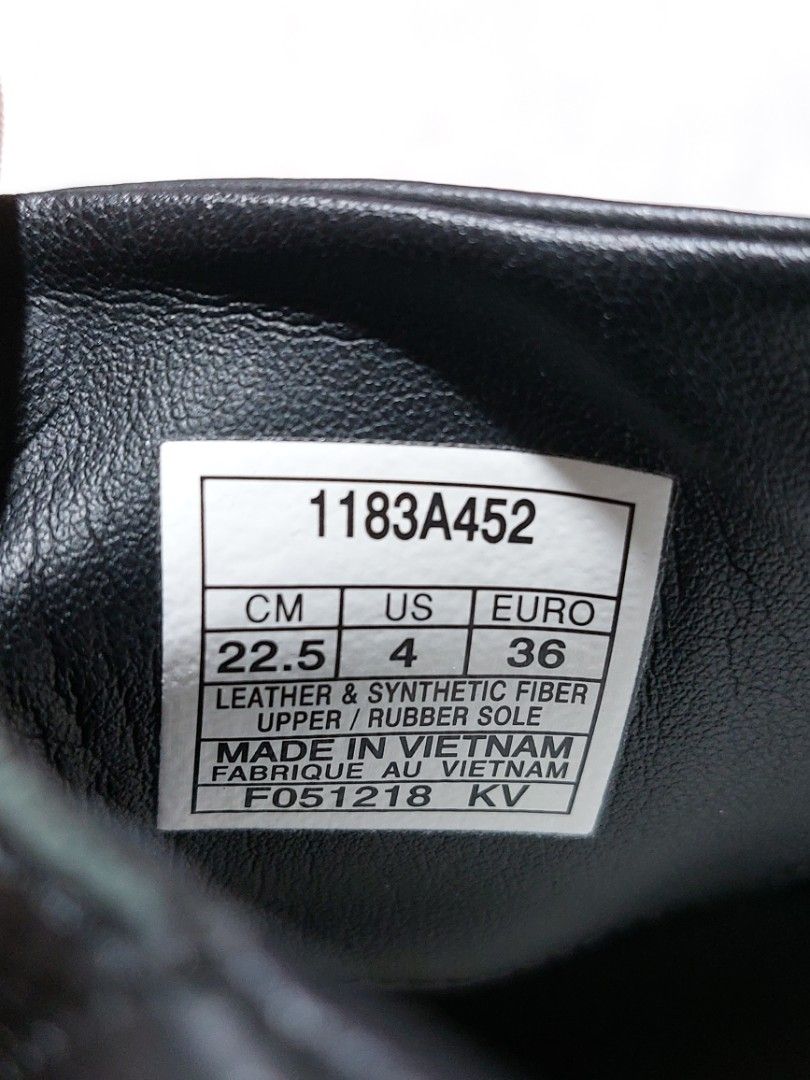 1183A452
CM US EURO
22.5 4 36
LEATHER & SYNTHETIC FIBER
UPPER / RUBBER SOLE
MADE IN VIETNAM
FABRIQUE AU VIETNAM
F051218 KV